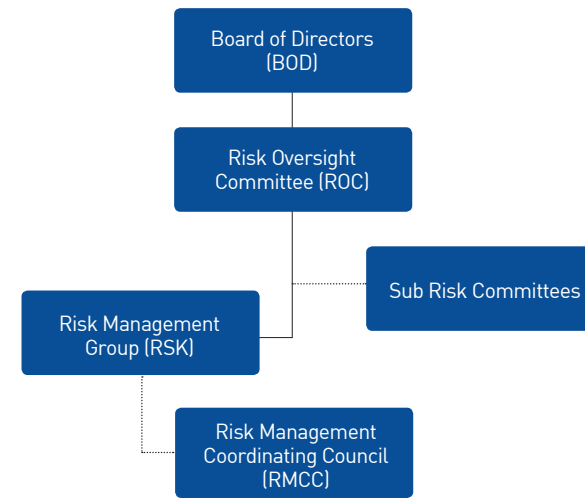 Board of Directors
(BOD)
Risk Oversight
Committee (ROC)
Sub Risk Committees
Risk Management
Group (RSK)
Risk Management
Coordinating Council
(RMCC)